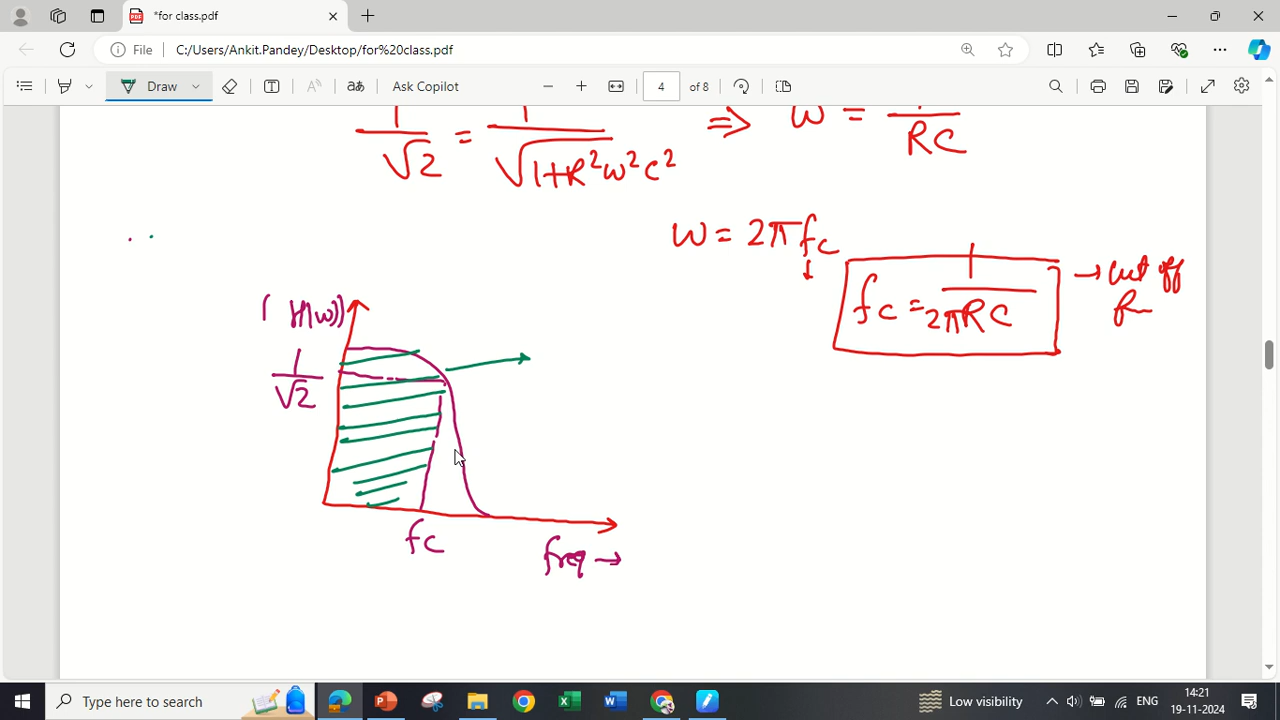 *for class.pdf
File C:/Users/Ankit.Pandey/Desktop/for%20class.pdf
Draw Ask Copilot 4 of 8
1/√2 = 1/√1+R²W²C² ⇒ W = 1/RC
W = 2πfc
fc = 1/2πRC → cut off
|H(w)|
1/√2
fc
freq →
Type here to search
Low visibility
ENG
14:21
19-11-2024